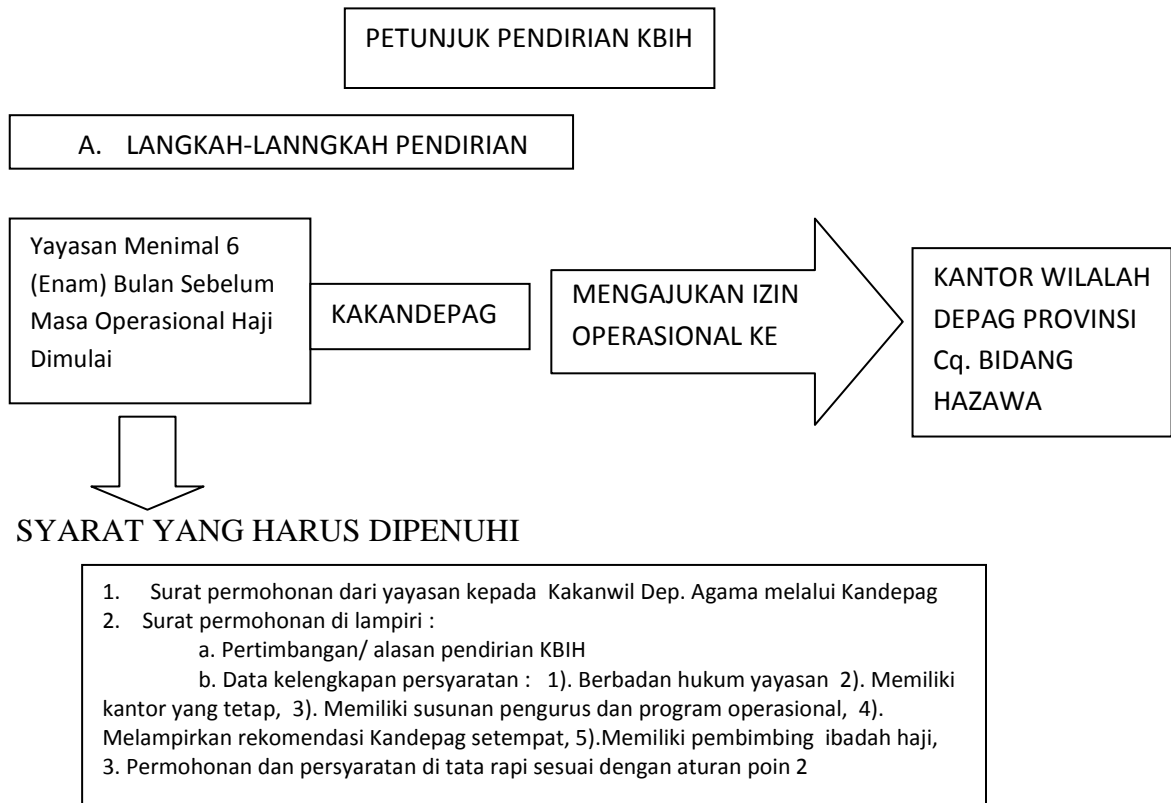 PETUNJUK PENDIRIAN KBIH
A. LANGKAH-LANNGKAH PENDIRIAN
Yayasan Menimal 6
(Enam) Bulan Sebelum
Masa Operasional Haji
Dimulai
KAKANDEPAG
MENGAJUKAN IZIN
OPERASIONAL KE
KANTOR WILALAH
DEPAG PROVINSI
Cq. BIDANG
HAZAWA
SYARAT YANG HARUS DIPENUHI
1. Surat permohonan dari yayasan kepada Kakanwil Dep. Agama melalui Kandepag
2. Surat permohonan di lampiri :
a. Pertimbangan/ alasan pendirian KBIH
b. Data kelengkapan persyaratan : 1). Berbadan hukum yayasan 2). Memiliki
kantor yang tetap, 3). Memiliki susunan pengurus dan program operasional, 4).
Melampirkan rekomendasi Kandepag setempat, 5).Memiliki pembimbing ibadah haji,
3. Permohonan dan persyaratan di tata rapi sesuai dengan aturan poin 2